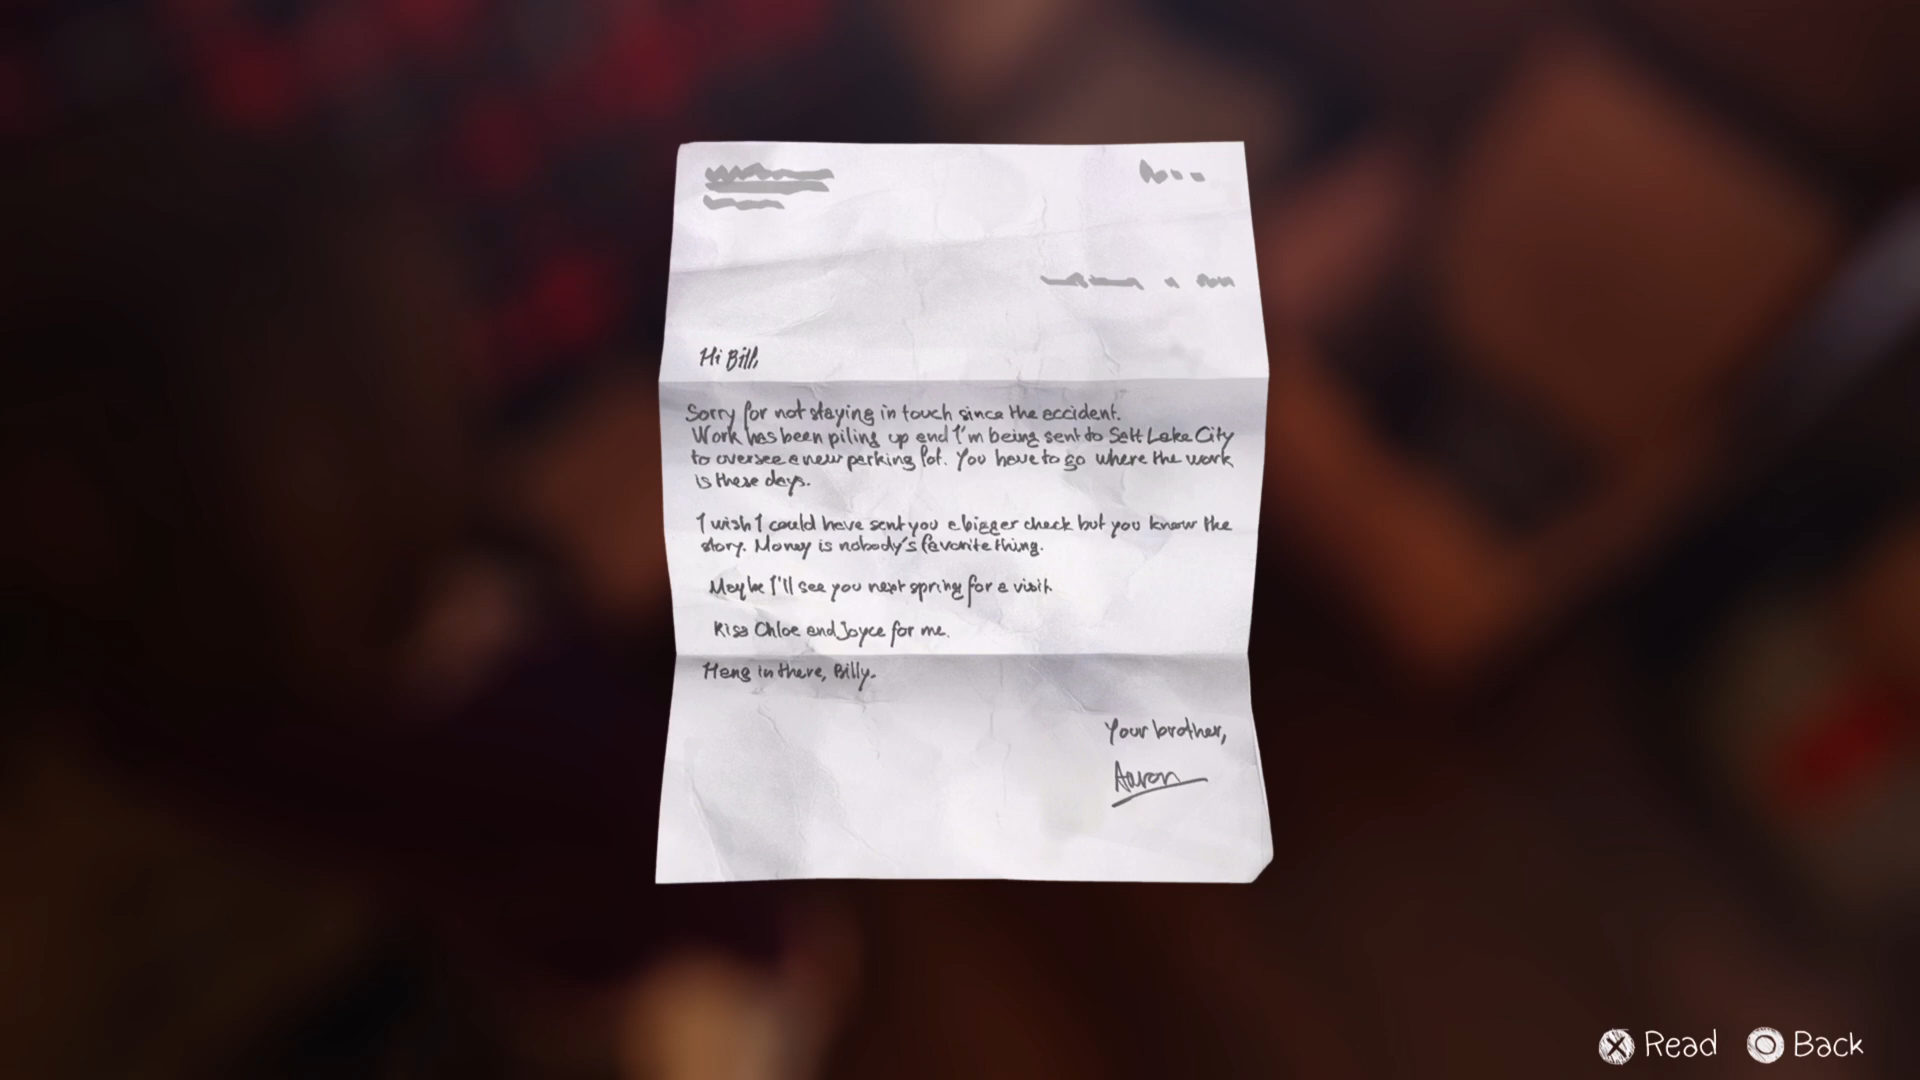 Hi Bill,
Sorry for not staying in touch since the accident.
Work has been piling up and I'm being sent to Salt Lake City
to oversee a new parking lot. You have to go where the work
is these days.
I wish I could have sent you a bigger check but you know the
story. Money is nobody's favorite thing.
Maybe I'll see you next spring for a visit
Kiss Chloe and Joyce for me.
Hang in there, Billy.
Your brother,
Aaron
Read
Back